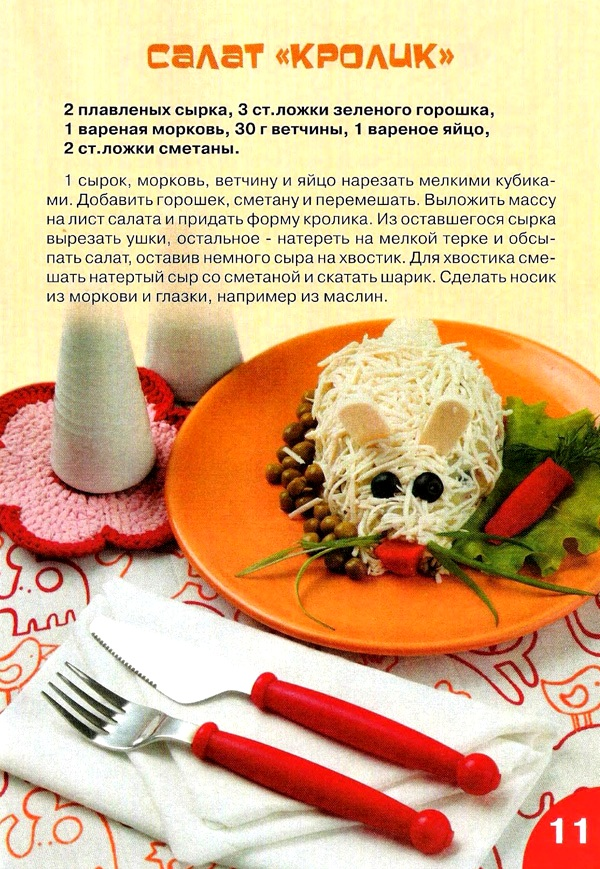 САЛАТ «КРОЛИК»
2 плавленых сырка, 3 ст.ложки зеленого горошка,
1 вареная морковь, 30 г ветчины, 1 вареное яйцо,
2 ст.ложки сметаны.
1 сырок, морковь, ветчину и яйцо нарезать мелкими кубика-
ми. Добавить горошек, сметану и перемешать. Выложить массу
на лист салата и придать форму кролика. Из оставшегося сырка
вырезать ушки, остальное - натереть на мелкой терке и обсы-
пать салат, оставив немного сыра на хвостик. Для хвостика сме-
шать натертый сыр со сметаной и скатать шарик. Сделать носик
из моркови и глазки, например из маслин.
11